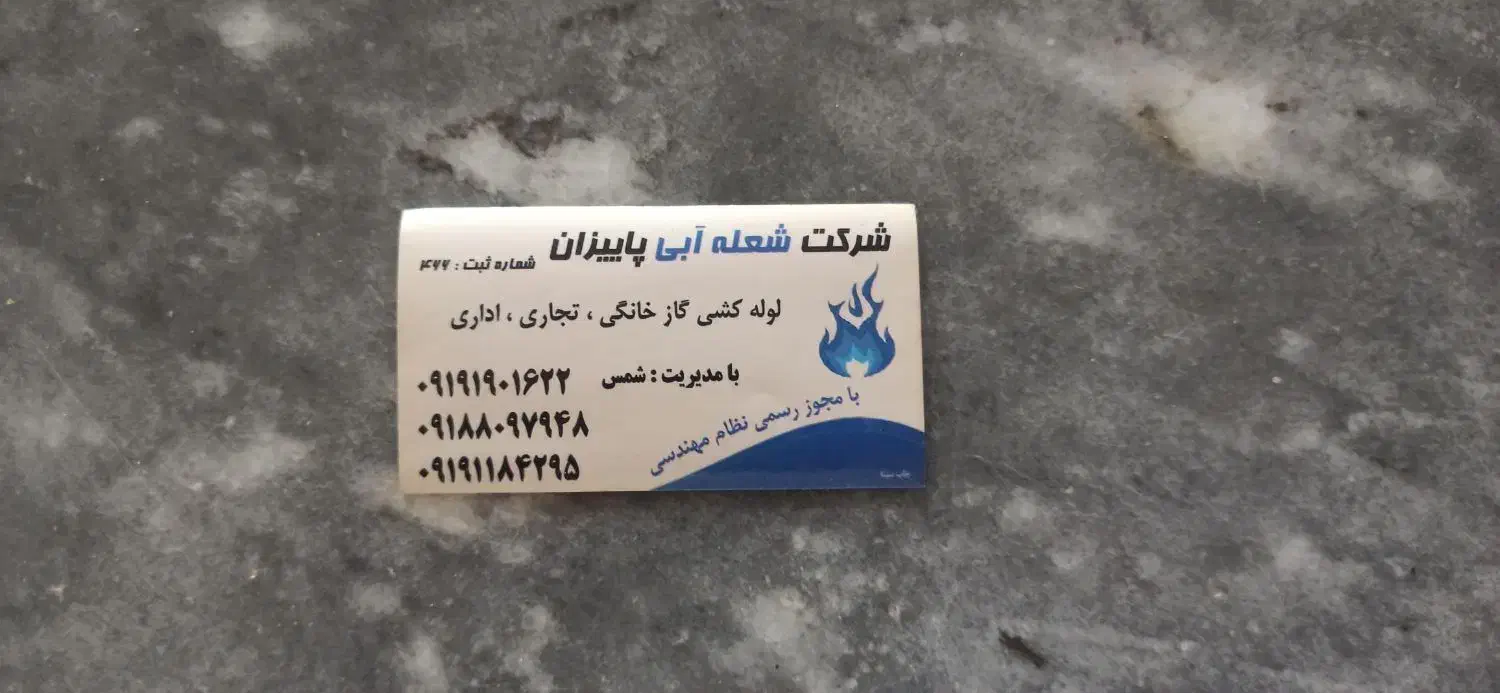 شرکت شعله آبی پاییزان
شماره ثبت : ۴۶۶
لوله کشی گاز خانگی ، تجاری ، اداری
با مدیریت : شمس
۰۹۱۹۱۹۰۱۶۲۲
۰۹۱۸۸۰۹۷۹۴۸
۰۹۱۹۱۱۸۴۲۹۵
با مجوز رسمی نظام مهندسی